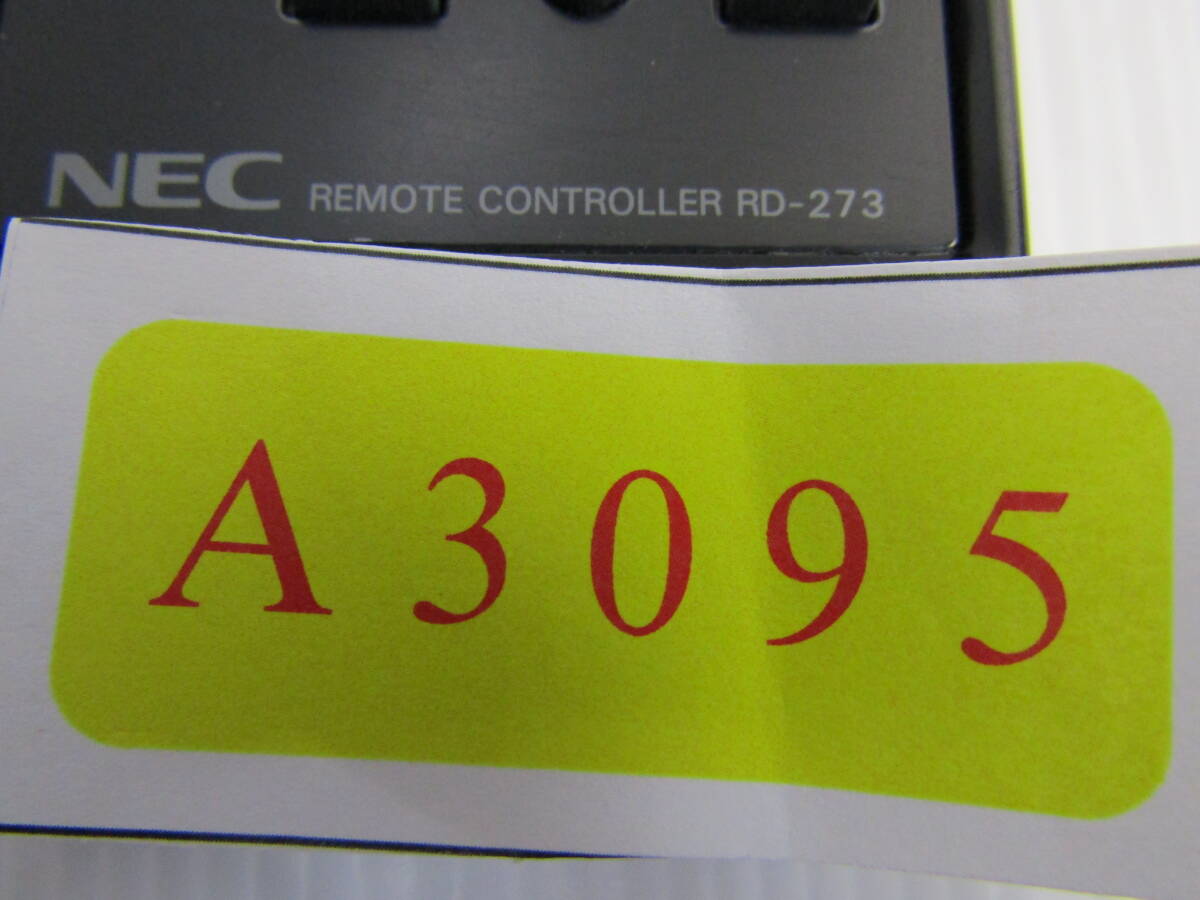 NEC REMOTE CONTROLLER RD-273
A3095